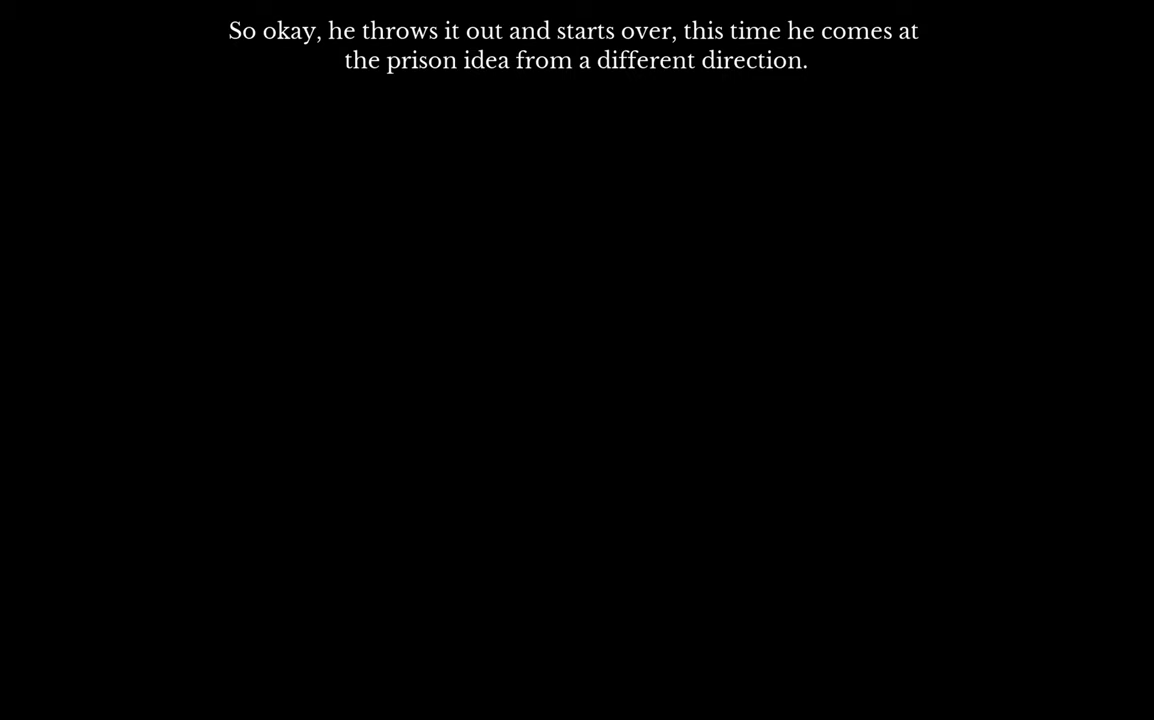 So okay, he throws it out and starts over, this time he comes at
the prison idea from a different direction.